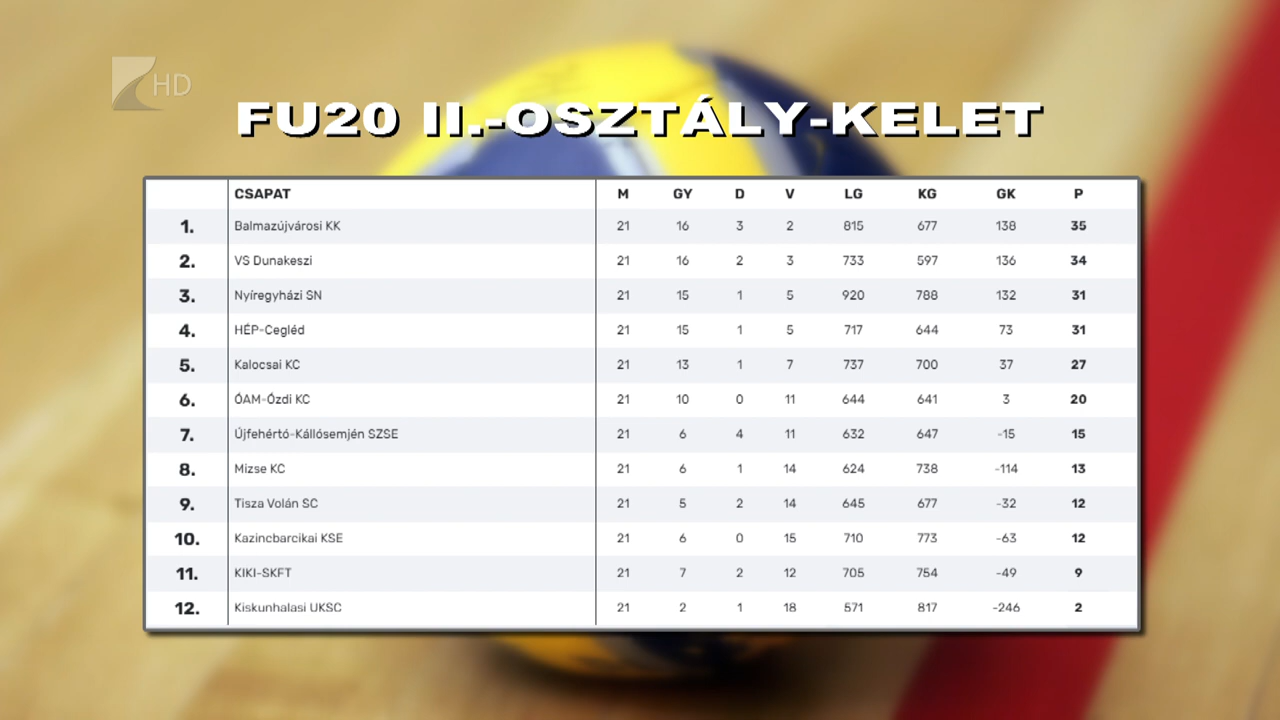 HD
FU20 II.-OSZTÁLY-KELET
CSAPAT M GY D V LG KG GK P
1. Balmazújvárosi KK 21 16 3 2 815 677 138 35
2. VS Dunakeszi 21 16 2 3 733 597 136 34
3. Nyíregyházi SN 21 15 1 5 920 788 132 31
4. HÉP-Cegléd 21 15 1 5 717 644 73 31
5. Kalocsai KC 21 13 1 7 737 700 37 27
6. ÓAM-Ózdi KC 21 10 0 11 644 641 3 20
7. Újfehértó-Kállósemjén SZSE 21 6 4 11 632 647 -15 15
8. Mizse KC 21 6 1 14 624 738 -114 13
9. Tisza Volán SC 21 5 2 14 645 677 -32 12
10. Kazincbarcikai KSE 21 6 0 15 710 773 -63 12
11. KIKI-SKFT 21 7 2 12 705 754 -49 9
12. Kiskunhalasi UKSC 21 2 1 18 571 817 -246 2